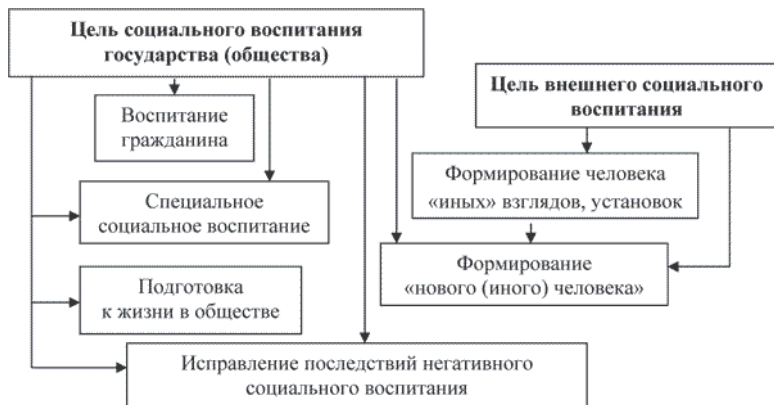 Цель социального воспитания
государства (общества)
Цель внешнего социального
воспитания
Воспитание
гражданина
Формирование человека
«иных» взглядов, установок
Специальное
социальное воспитание
Формирование
«нового (иного) человека»
Подготовка
к жизни в обществе
Исправление последствий негативного
социального воспитания